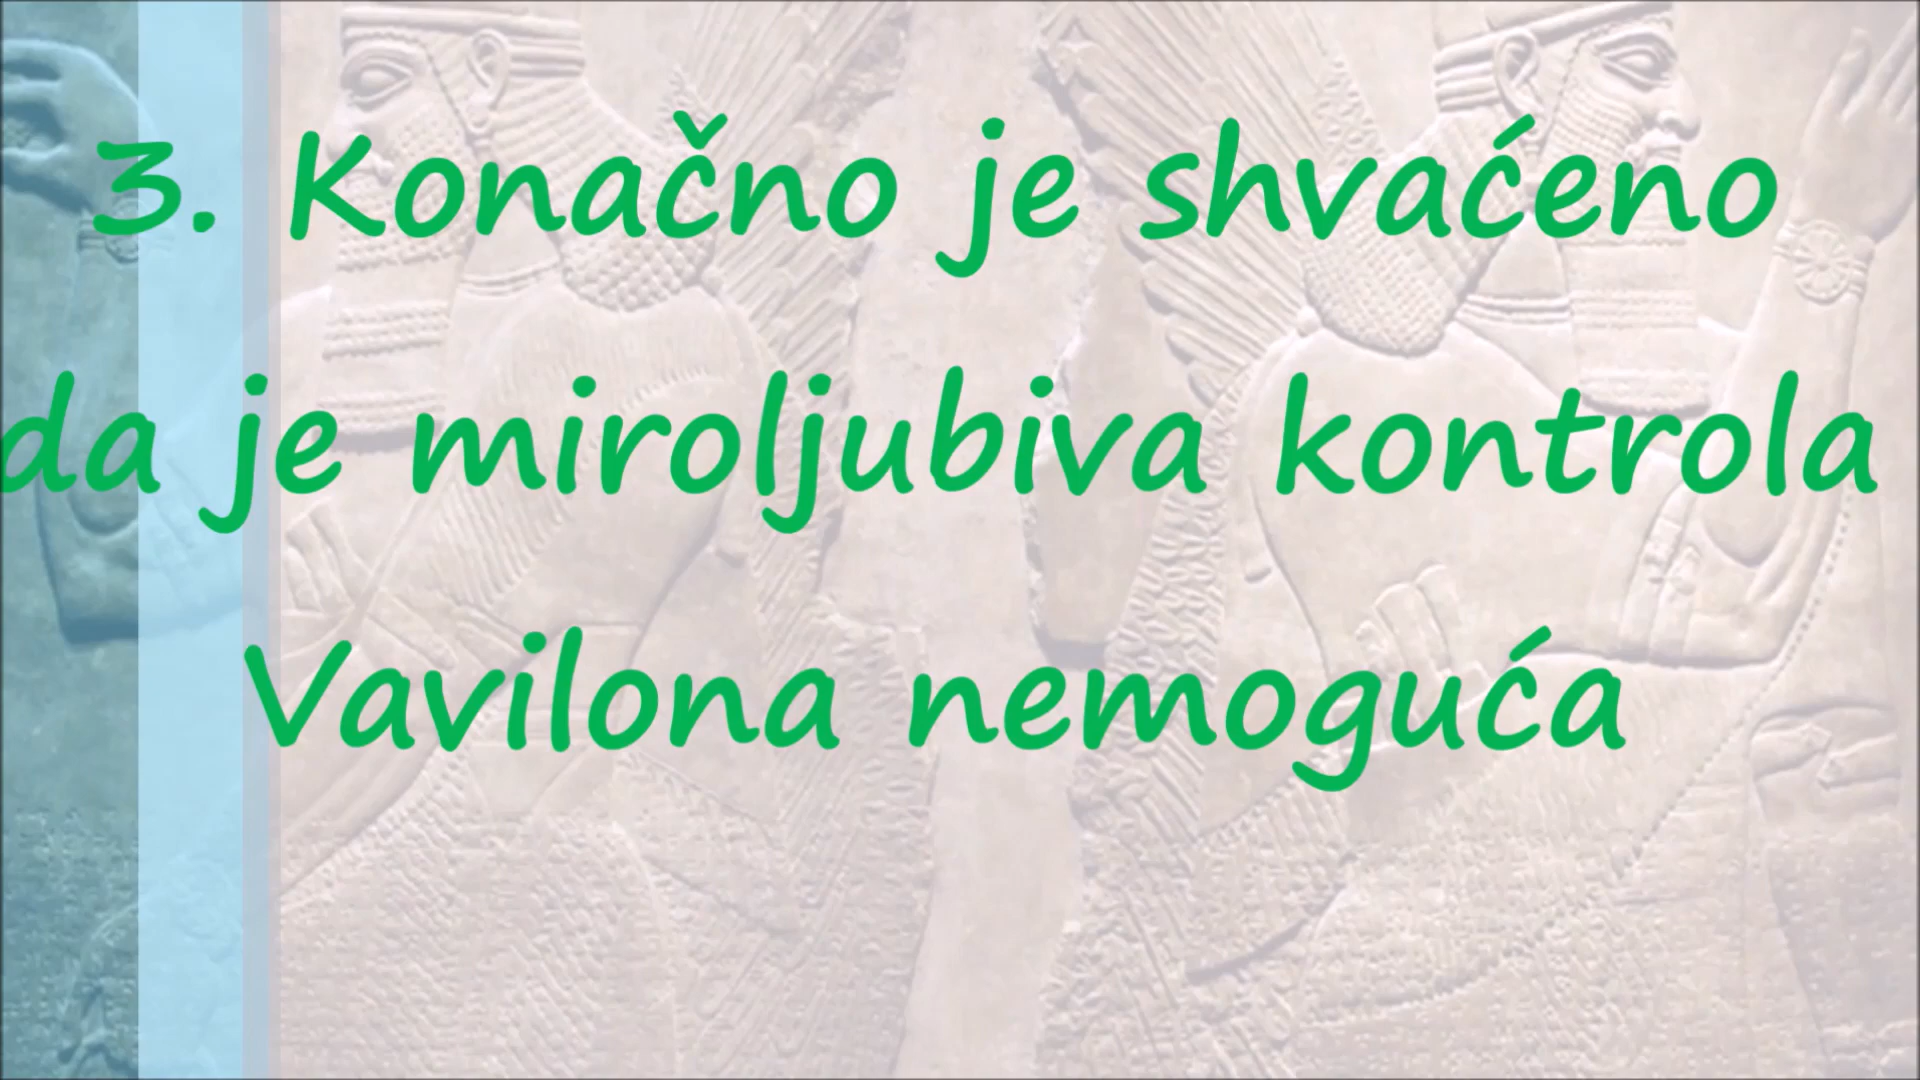 3. Konačno je shvaćeno
da je miroljubiva kontrola
Vavilona nemoguća